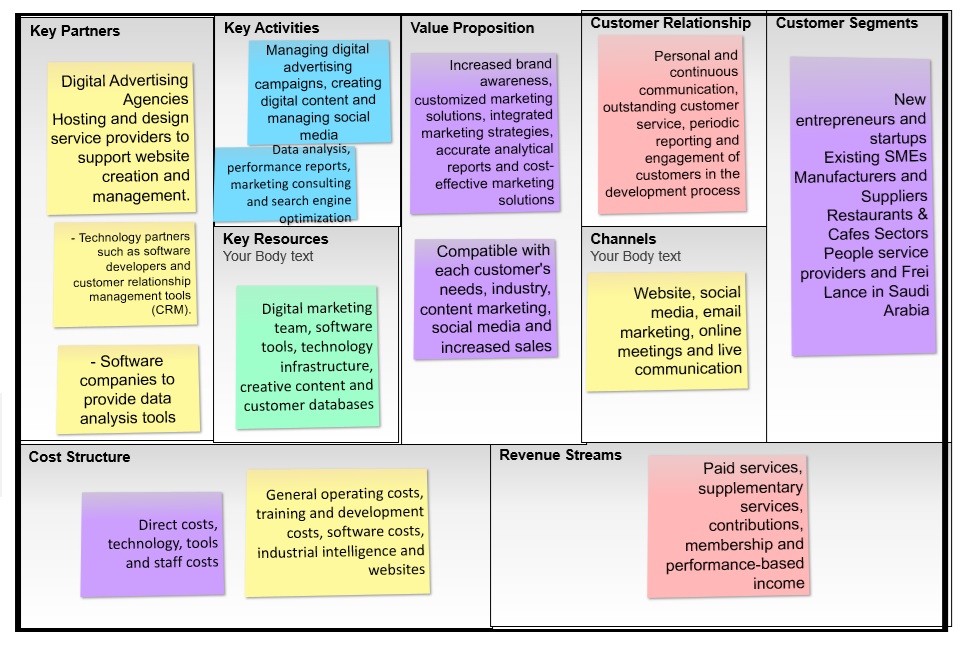 Key Partners
Digital Advertising
Agencies
Hosting and design
service providers to
support website
creation and
management.
- Technology partners
such as software
developers and
customer relationship
management tools
(CRM).
- Software
companies to
provide data
analysis tools
Key Activities
Managing digital
advertising
campaigns, creating
digital content and
managing social
media
Data analysis,
performance reports,
marketing consulting
and search engine
optimization
Key Resources
Your Body text
Digital marketing
team, software
tools, technology
infrastructure,
creative content and
customer databases
Value Proposition
Increased brand
awareness,
customized marketing
solutions, integrated
marketing strategies,
accurate analytical
reports and cost-
effective marketing
solutions
Compatible with
each customer's
needs, industry,
content marketing,
social media and
increased sales
Customer Relationship
Personal and
continuous
communication,
outstanding customer
service, periodic
reporting and
engagement of
customers in the
development process
Channels
Your Body text
Website, social
media, email
marketing, online
meetings and live
communication
Customer Segments
New
entrepreneurs and
startups
Existing SMEs
Manufacturers and
Suppliers
Restaurants &
Cafes Sectors
People service
providers and Frei
Lance in Saudi
Arabia
Cost Structure
Direct costs,
technology, tools
and staff costs
General operating costs,
training and development
costs, software costs,
industrial intelligence and
websites
Revenue Streams
Paid services,
supplementary
services,
contributions,
membership and
performance-based
income